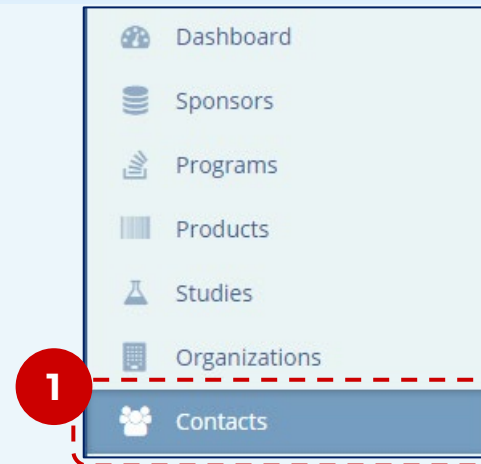 Dashboard
Sponsors
Programs
Products
Studies
Organizations
1
Contacts